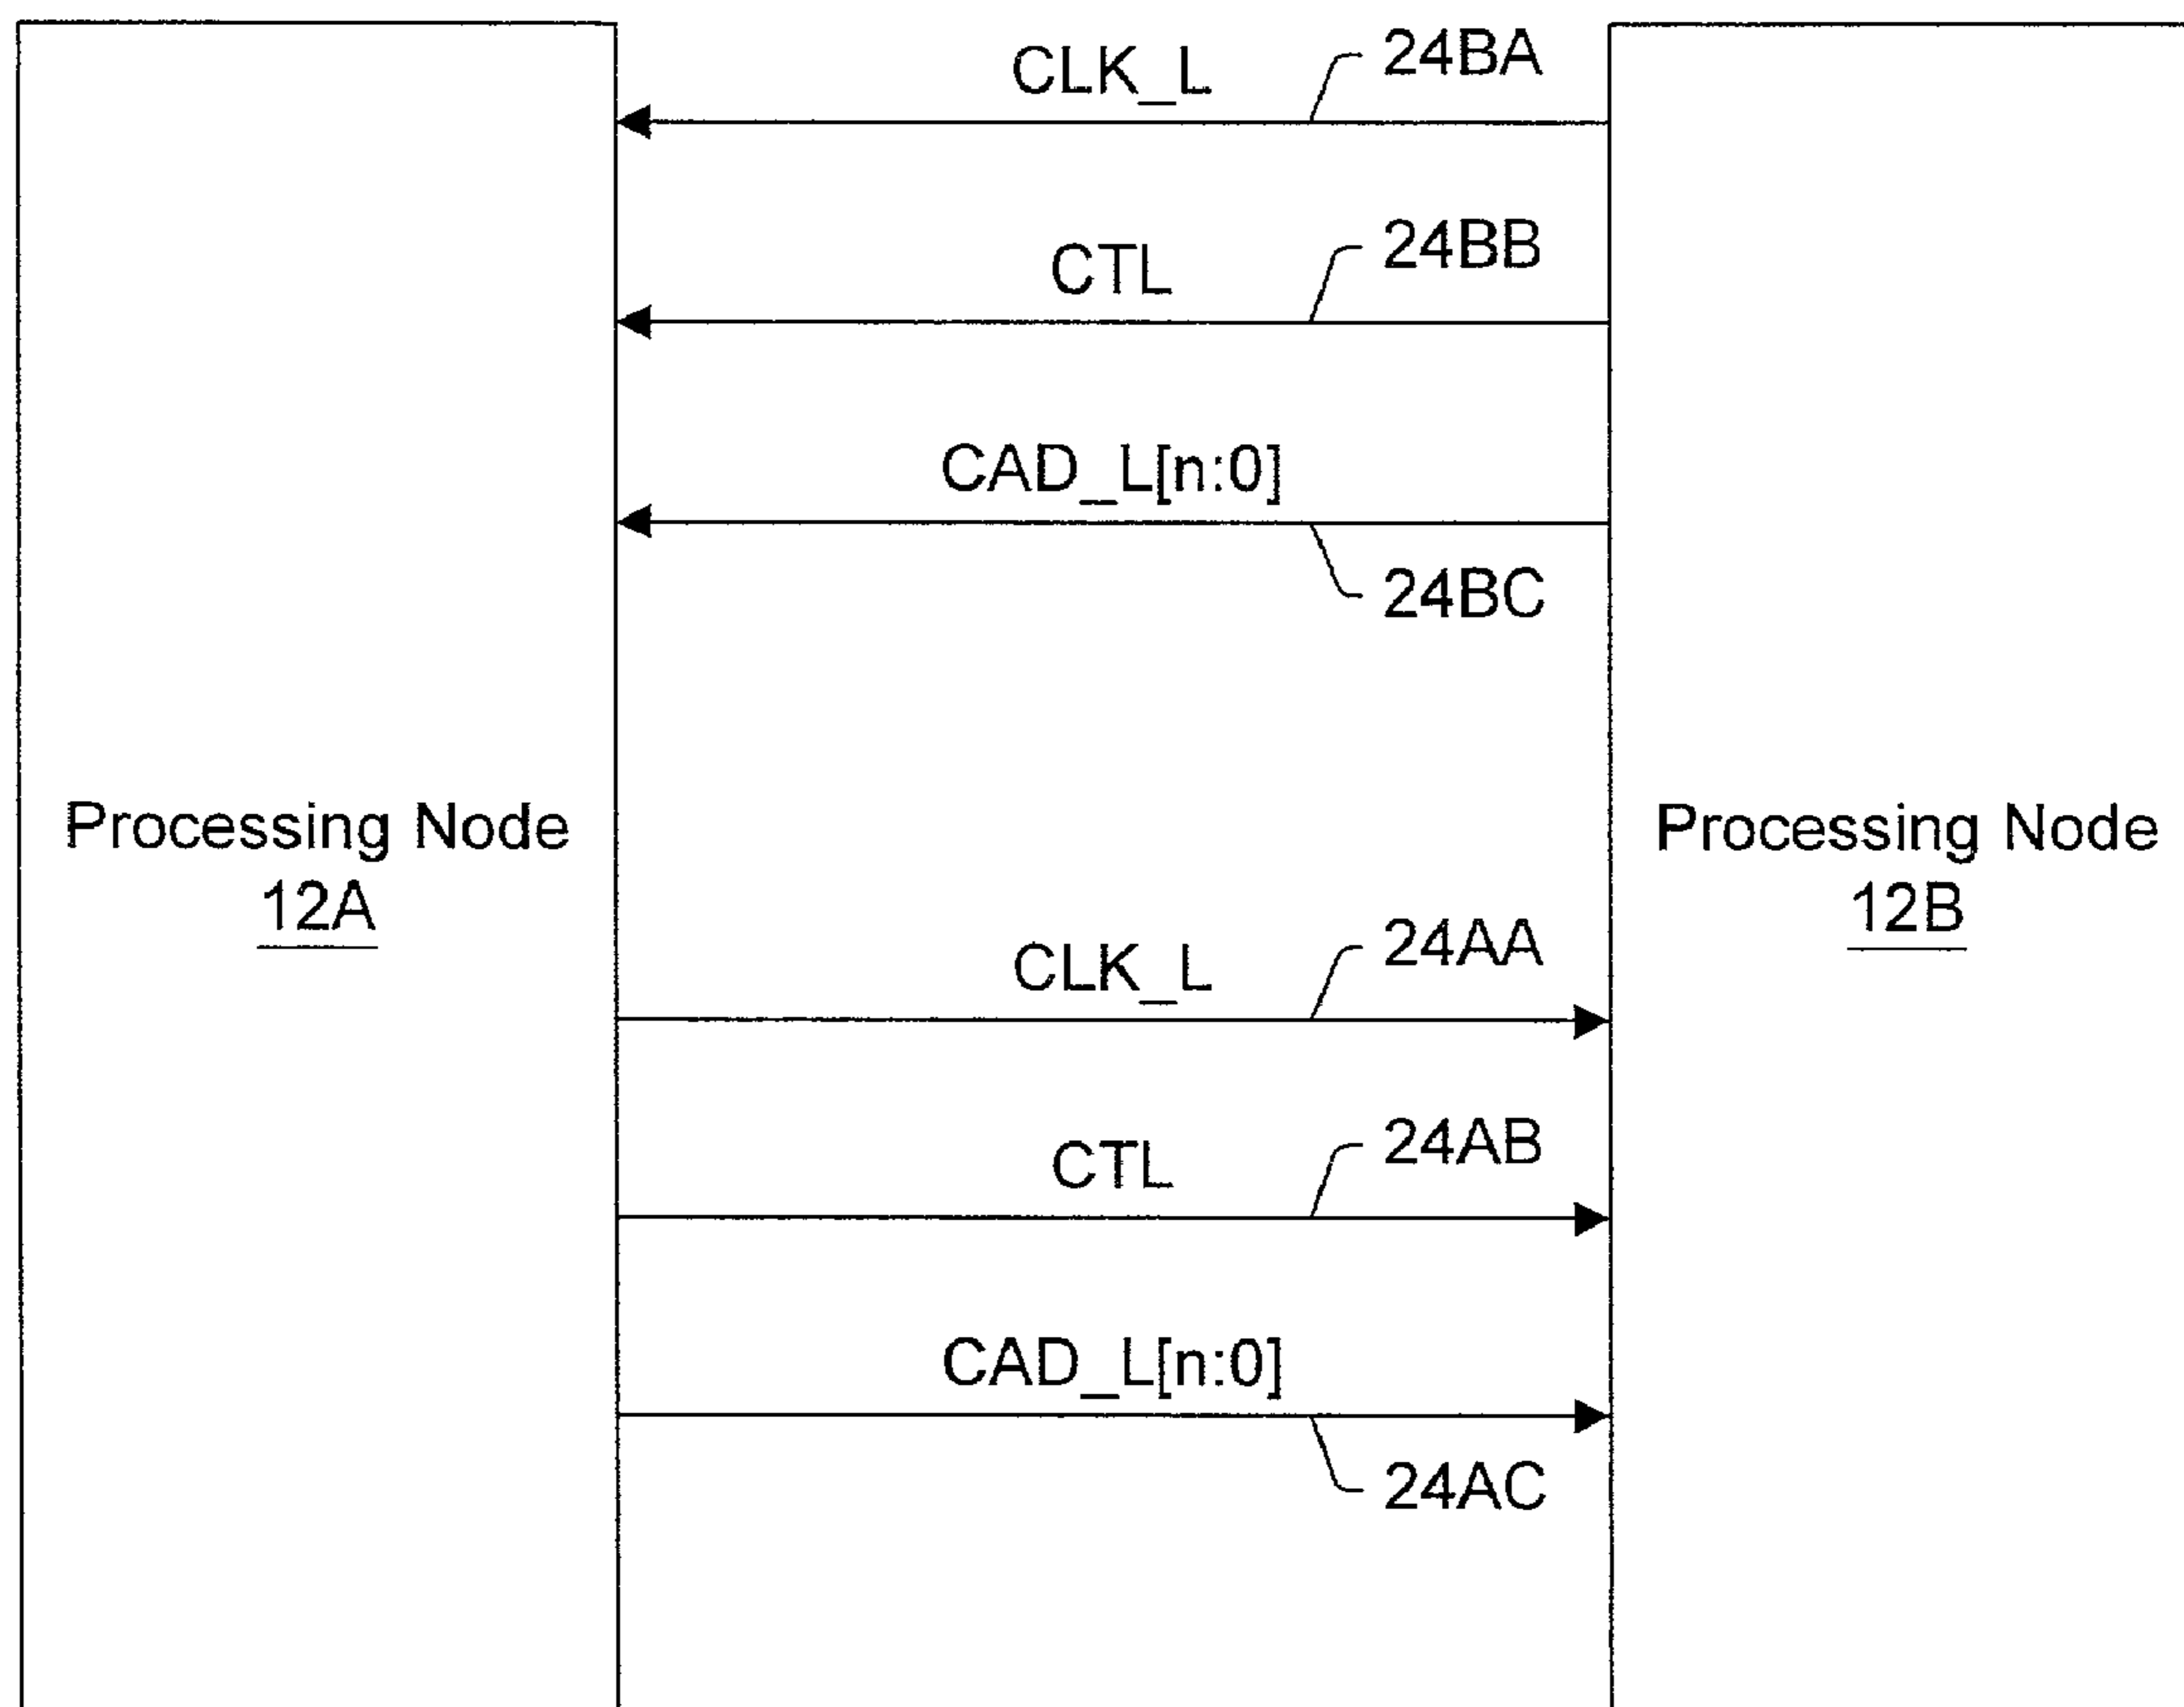 CLK_L
24BA
CTL
24BB
CAD_L[n:0]
24BC
Processing Node
12A
Processing Node
12B
CLK_L
24AA
CTL
24AB
CAD_L[n:0]
24AC